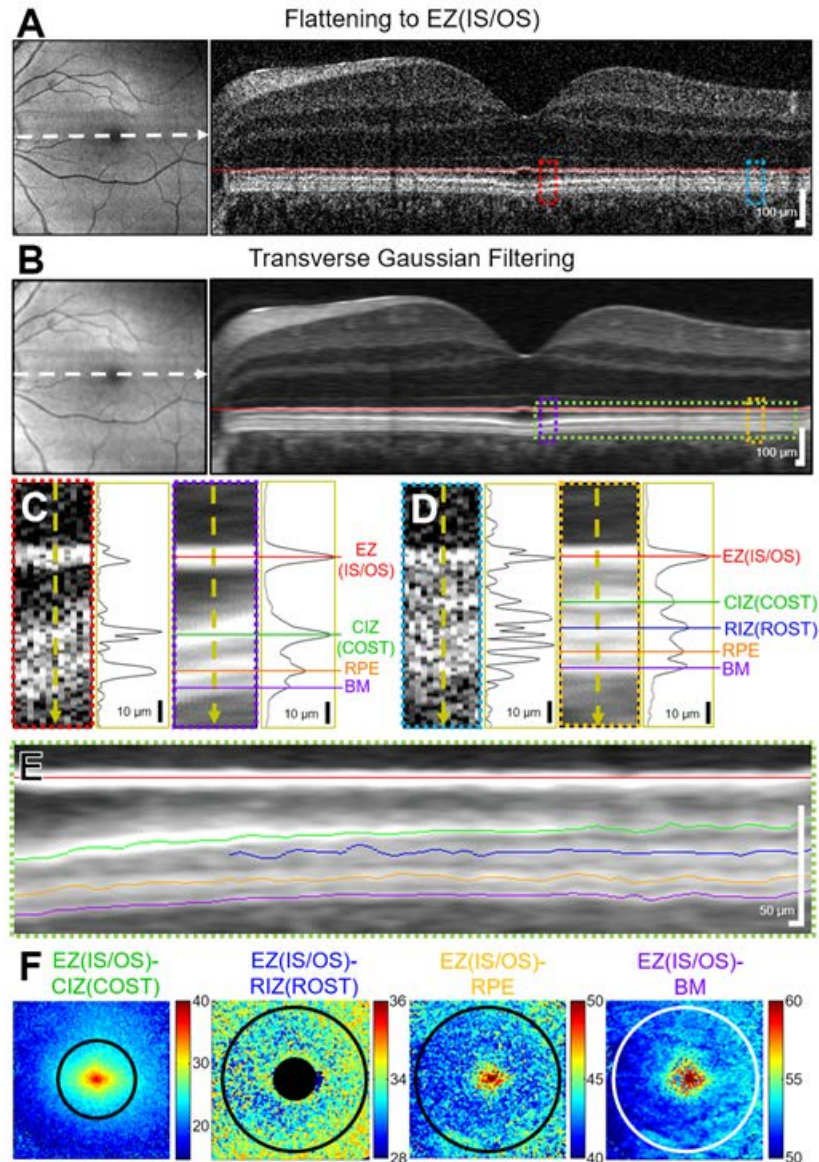 A
Flattening to EZ(IS/OS)
100 µm
B
Transverse Gaussian Filtering
100 µm
C
EZ
(IS/OS)
CIZ
(COST)
RPE
BM
10 µm
10 µm
D
EZ(IS/OS)
CIZ(COST)
RIZ(ROST)
RPE
BM
10 µm
10 µm
E
50 µm
F
EZ(IS/OS)-
CIZ(COST)
40
30
20
EZ(IS/OS)-
RIZ(ROST)
36
34
28
EZ(IS/OS)-
RPE
50
45
40
EZ(IS/OS)-
BM
60
55
50